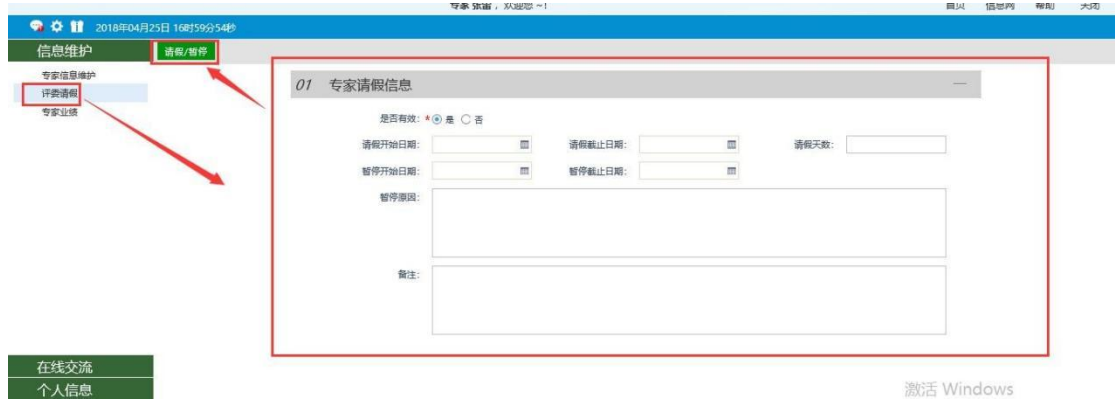 专家 张雷，欢迎您 ~！
首页 信息网 帮助 关闭
2018年04月25日 16时59分54秒
信息维护
请假/暂停
专家信息维护
评委请假
专家业绩
01 专家请假信息
是否有效：*是 否
请假开始日期： 请假截止日期： 请假天数：
暂停开始日期： 暂停截止日期：
暂停原因：
备注：
在线交流
个人信息
激活 Windows